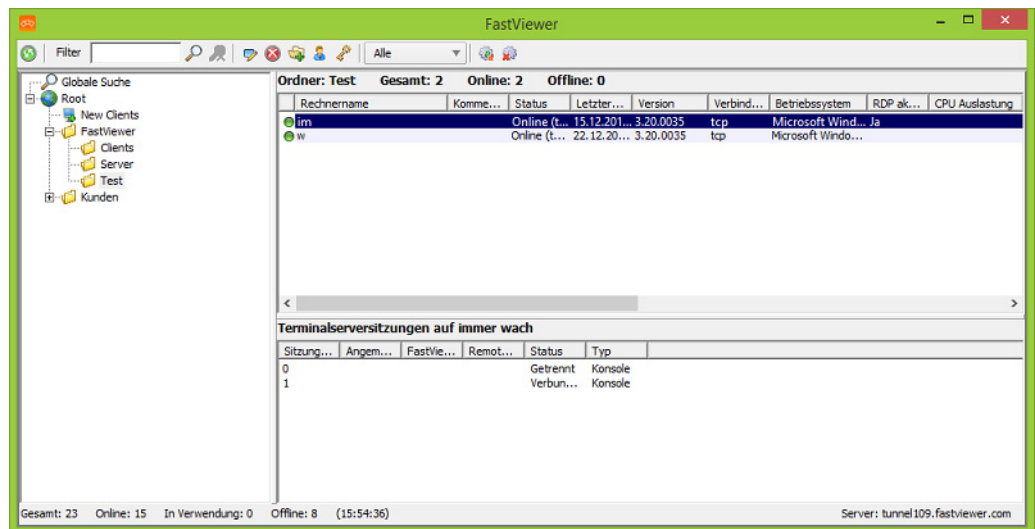 FastViewer
Filter Alle
Globale Suche
Root
New Clients
FastViewer
Clients
Server
Test
Kunden
Ordner: Test Gesamt: 2 Online: 2 Offline: 0
Rechnername Komme... Status Letzter... Version Verbind... Betriebssystem RDP ak... CPU Auslastung
im Online (t... 15.12.201... 3.20.0035 tcp Microsoft Wind... Ja
w Online (t... 22.12.20... 3.20.0035 tcp Microsoft Windo...
Terminalserversitzungen auf immer wach
Sitzung... Angem... FastVie... Remot... Status Typ
0 Getrennt Konsole
1 Verbun... Konsole
Gesamt: 23 Online: 15 In Verwendung: 0 Offline: 8 (15:54:36) Server: tunnel109.fastviewer.com